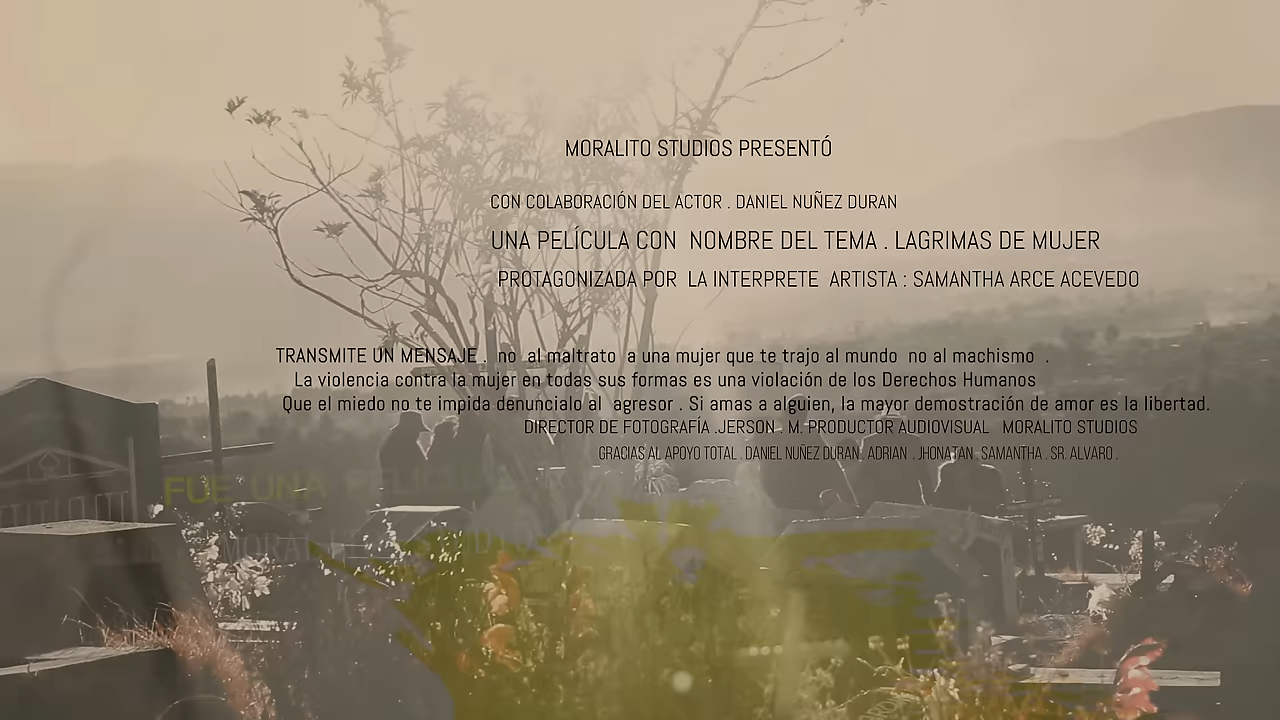 MORALITO STUDIOS PRESENTÓ
CON COLABORACIÓN DEL ACTOR . DANIEL NUÑEZ DURAN
UNA PELÍCULA CON NOMBRE DEL TEMA . LAGRIMAS DE MUJER
PROTAGONIZADA POR LA INTERPRETE ARTISTA : SAMANTHA ARCE ACEVEDO
TRANSMITE UN MENSAJE . no al maltrato a una mujer que te trajo al mundo no al machismo .
La violencia contra la mujer en todas sus formas es una violación de los Derechos Humanos
Que el miedo no te impida denuncialo al agresor . Si amas a alguien, la mayor demostración de amor es la libertad.
DIRECTOR DE FOTOGRAFÍA .JERSON . M. PRODUCTOR AUDIOVISUAL MORALITO STUDIOS
GRACIAS AL APOYO TOTAL . DANIEL NUÑEZ DURAN . ADRIAN . JHONATAN . SAMANTHA . SR. ALVARO .
FUE UNA